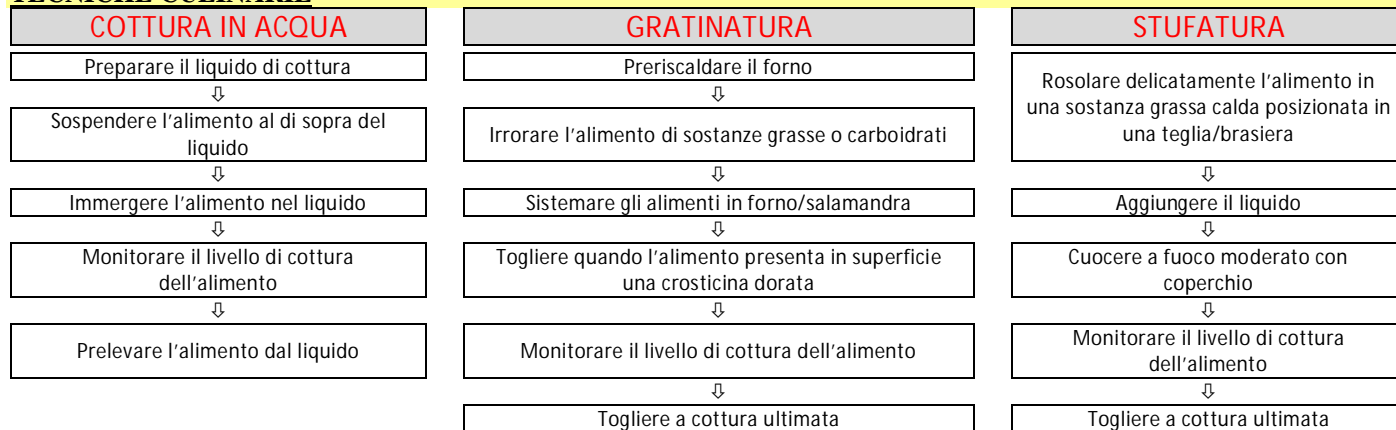 TECNICHE CULINARIE
COTTURA IN ACQUA
Preparare il liquido di cottura
⇩
Sospendere l'alimento al di sopra del
liquido
⇩
Immergere l'alimento nel liquido
⇩
Monitorare il livello di cottura
dell'alimento
⇩
Prelevare l'alimento dal liquido
GRATINATURA
Preriscaldare il forno
⇩
Irrorare l'alimento di sostanze grasse o carboidrati
⇩
Sistemare gli alimenti in forno/salamandra
⇩
Togliere quando l'alimento presenta in superficie
una crosticina dorata
⇩
Monitorare il livello di cottura dell'alimento
⇩
Togliere a cottura ultimata
STUFATURA
Rosolare delicatamente l'alimento in
una sostanza grassa calda posizionata in
una teglia/brasiera
⇩
Aggiungere il liquido
⇩
Cuocere a fuoco moderato con
coperchio
⇩
Monitorare il livello di cottura
dell'alimento
⇩
Togliere a cottura ultimata